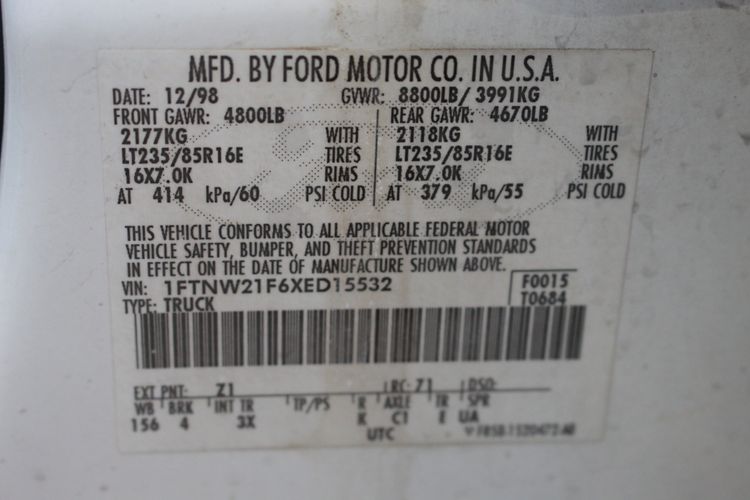 MFD. BY FORD MOTOR CO. IN U.S.A.
DATE: 12/98 GVWR: 8800LB/ 3991KG
FRONT GAWR: 4800LB REAR GAWR: 4670LB
2177KG WITH 2118KG WITH
LT235/85R16E TIRES LT235/85R16E TIRES
16X7.0K RIMS 16X7.0K RIMS
AT 414 kPa/60 PSI COLD AT 379 kPa/55 PSI COLD
THIS VEHICLE CONFORMS TO ALL APPLICABLE FEDERAL MOTOR
VEHICLE SAFETY, BUMPER, AND THEFT PREVENTION STANDARDS
IN EFFECT ON THE DATE OF MANUFACTURE SHOWN ABOVE.
VIN: 1FTNW21F6XED15532 F0015
TYPE: TRUCK T0684
EXT PNT: Z1 RC: 71 DSO:
WB BRK INT TR TP/PS R AXLE TR SPR
156 4 3X K C1 E UA
UTC